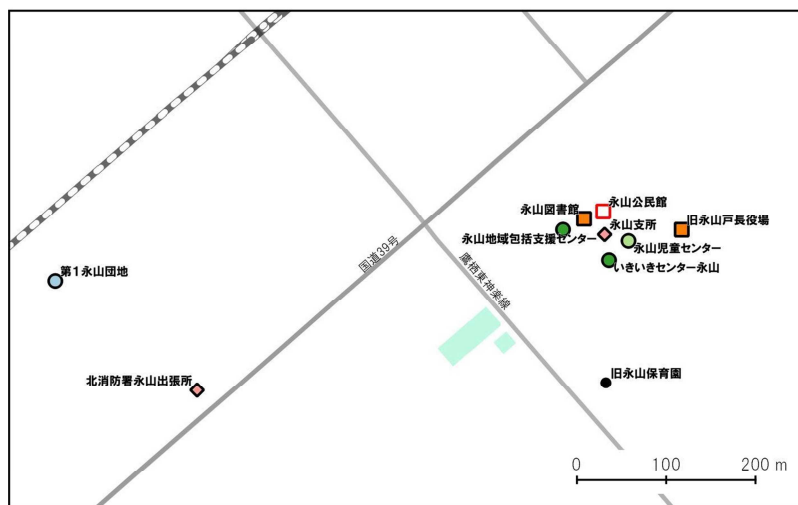 永山公民館
永山図書館
永山支所
旧永山戸長役場
永山地域包括支援センター
永山児童センター
いきいきセンター永山
国道39号
鷹栖東神楽線
第1永山団地
北消防署永山出張所
旧永山保育園
0 100 200 m